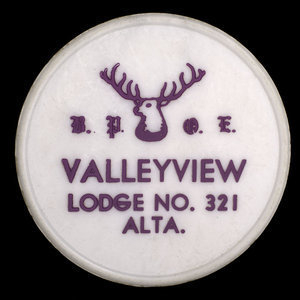 B. P. O. E.
VALLEYVIEW
LODGE NO. 321
ALTA.